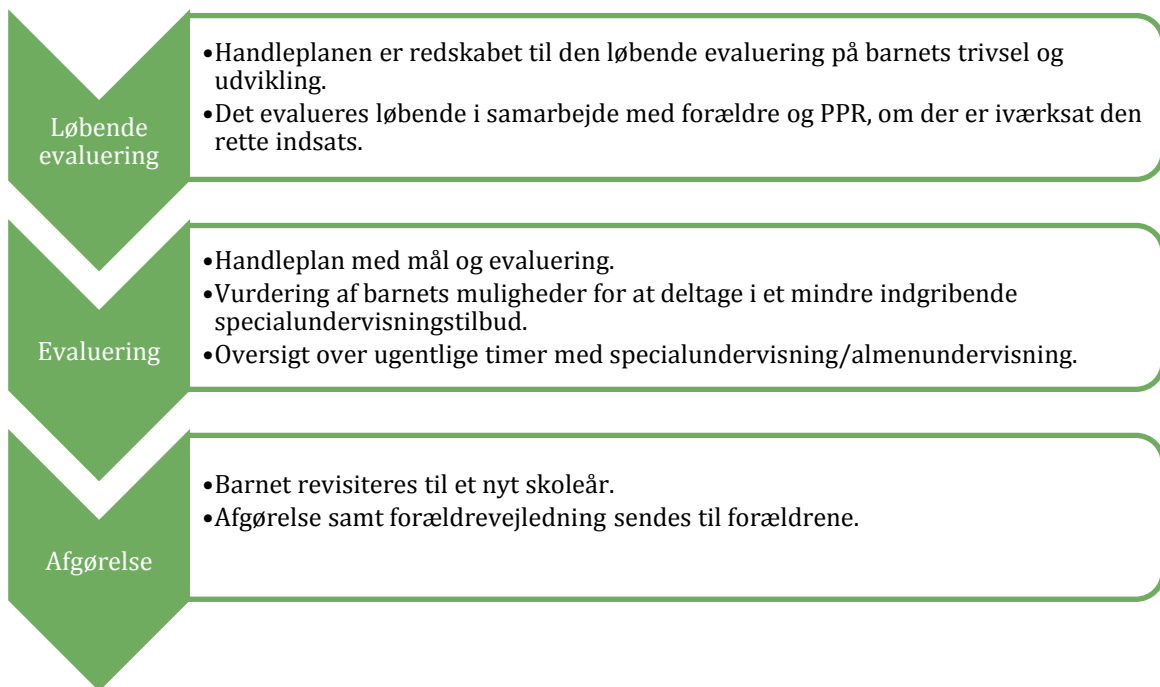 Løbende
evaluering
•Handleplanen er redskabet til den løbende evaluering på barnets trivsel og
udvikling.
•Det evalueres løbende i samarbejde med forældre og PPR, om der er iværksat den
rette indsats.
Evaluering
•Handleplan med mål og evaluering.
•Vurdering af barnets muligheder for at deltage i et mindre indgribende
specialundervisningstilbud.
•Oversigt over ugentlige timer med specialundervisning/almenundervisning.
Afgørelse
•Barnet revisiteres til et nyt skoleår.
•Afgørelse samt forældrevejledning sendes til forældrene.